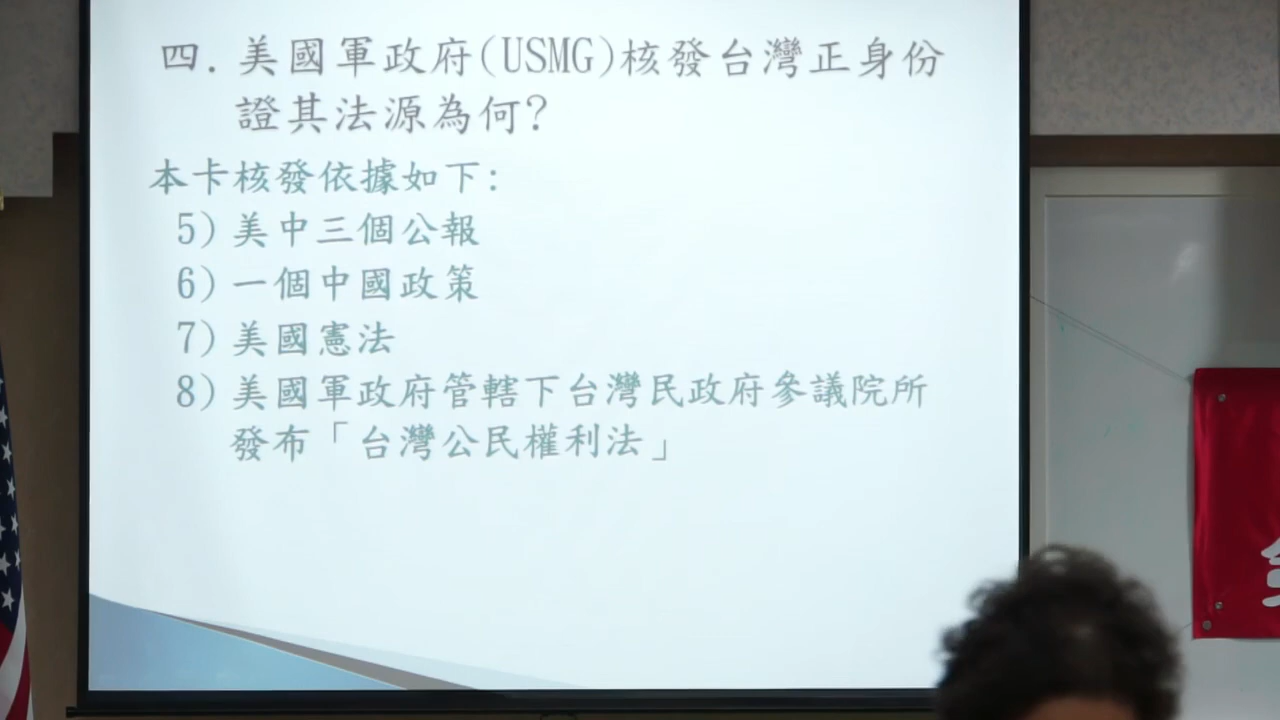 四. 美國軍政府(USMG)核發台灣正身份
證其法源為何?
本卡核發依據如下:
5) 美中三個公報
6) 一個中國政策
7) 美國憲法
8) 美國軍政府管轄下台灣民政府參議院所
發布「台灣公民權利法」